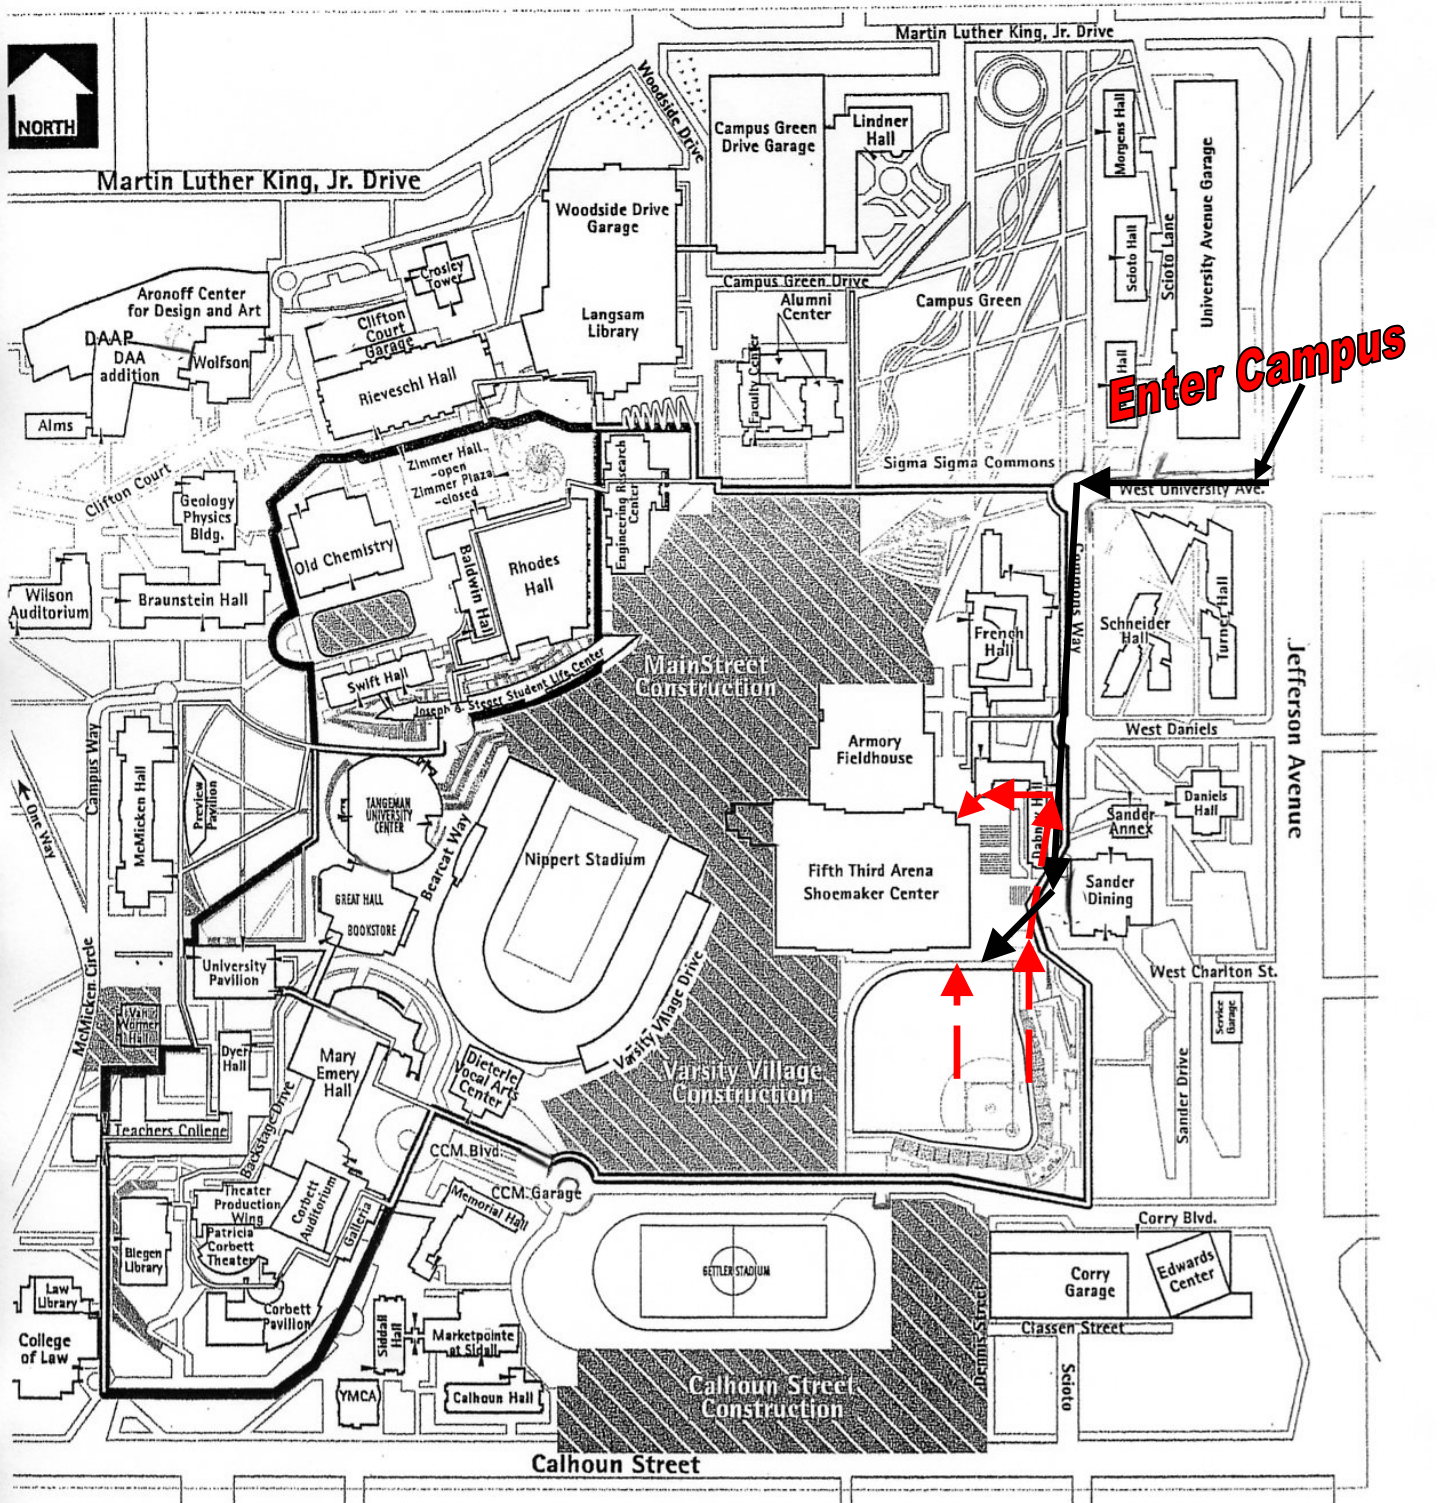 Martin Luther King, Jr. Drive
NORTH
Woodside Drive
Campus Green
Drive Garage
Lindner
Hall
Morgens Hall
University Avenue Garage
Martin Luther King, Jr. Drive
Woodside Drive
Garage
Scioto Hall
Scioto Lane
Crosley
Tower
Campus Green Drive
Alumni
Center
Campus Green
Aronoff Center
for Design and Art
Clifton
Court
Garage
Langsam
Library
DAAP
DAA
addition
Wolfson
Faculty Center
Hall
Enter Campus
Rieveschl Hall
Alms
Zimmer Hall
-open
Zimmer Plaza
-closed
Sigma Sigma Commons
West University Ave.
Clifton Court
Geology
Physics
Bldg.
Engineering Research
Center
Old Chemistry
Baldwin Hall
Rhodes
Hall
Commons Way
Wilson
Auditorium
Braunstein Hall
French
Hall
Schneider
Hall
Turner Hall
Jefferson Avenue
Swift Hall
Joseph A. Steger Student Life Center
MainStreet
Construction
West Daniels
Campus Way
McMicken Hall
Preview
Pavilion
TANGEMAN
UNIVERSITY
CENTER
Armory
Fieldhouse
One Way
Bearcat Way
Nippert Stadium
Dabney Hall
Sander
Annex
Daniels
Hall
Fifth Third Arena
Shoemaker Center
Sander
Dining
GREAT HALL
BOOKSTORE
McMicken Circle
University
Pavilion
Varsity Village Drive
West Charlton St.
Service
Garage
Van
Wormer
Hall
Dyer
Hall
Mary
Emery
Hall
Dieterle
Vocal Arts
Center
Varsity Village
Construction
Sander Drive
Teachers College
Backstage Drive
CCM Blvd.
CCM Garage
Theater
Production
Wing
Corbett
Auditorium
Galleria
Memorial Hall
Patricia
Corbett
Theater
Blegen
Library
Corry Blvd.
Law
Library
Corbett
Pavilion
GETTLER STADIUM
Corry
Garage
Edwards
Center
College
of Law
Siddall
Hall
Marketpointe
at Sidall
Dennis Street
Classen Street
YMCA
Calhoun Hall
Calhoun Street
Construction
Scioto
Calhoun Street